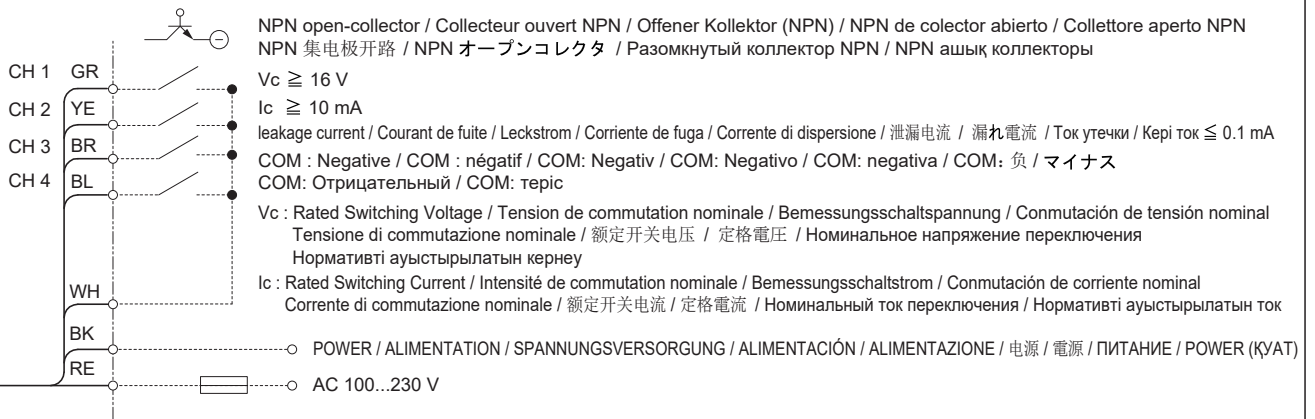 NPN open-collector / Collecteur ouvert NPN / Offener Kollektor (NPN) / NPN de colector abierto / Collettore aperto NPN
NPN 集电极开路 / NPN オープンコレクタ / Разомкнутый коллектор NPN / NPN ашық коллекторы
CH 1 GR
Vc ≧ 16 V
CH 2 YE
Ic ≧ 10 mA
leakage current / Courant de fuite / Leckstrom / Corriente de fuga / Corrente di dispersione / 泄漏电流 / 漏れ電流 / Ток утечки / Кері ток ≦ 0.1 mA
CH 3 BR
COM : Negative / COM : négatif / COM: Negativ / COM: Negativo / COM: negativa / COM: 负 / マイナス
CH 4 BL
COM: Отрицательный / COM: теріс
Vc : Rated Switching Voltage / Tension de commutation nominale / Bemessungsschaltspannung / Conmutación de tensión nominal
Tensione di commutazione nominale / 额定开关电压 / 定格電圧 / Номинальное напряжение переключения
Нормативті ауыстырылатын кернеу
Ic : Rated Switching Current / Intensité de commutation nominale / Bemessungsschaltstrom / Conmutación de corriente nominal
WH
Corrente di commutazione nominale / 额定开关电流 / 定格電流 / Номинальный ток переключения / Нормативті ауыстырылатын ток
BK
POWER / ALIMENTATION / SPANNUNGSVERSORGUNG / ALIMENTACIÓN / ALIMENTAZIONE / 电源 / 電源 / ПИТАНИЕ / POWER (ҚУАТ)
RE
AC 100...230 V